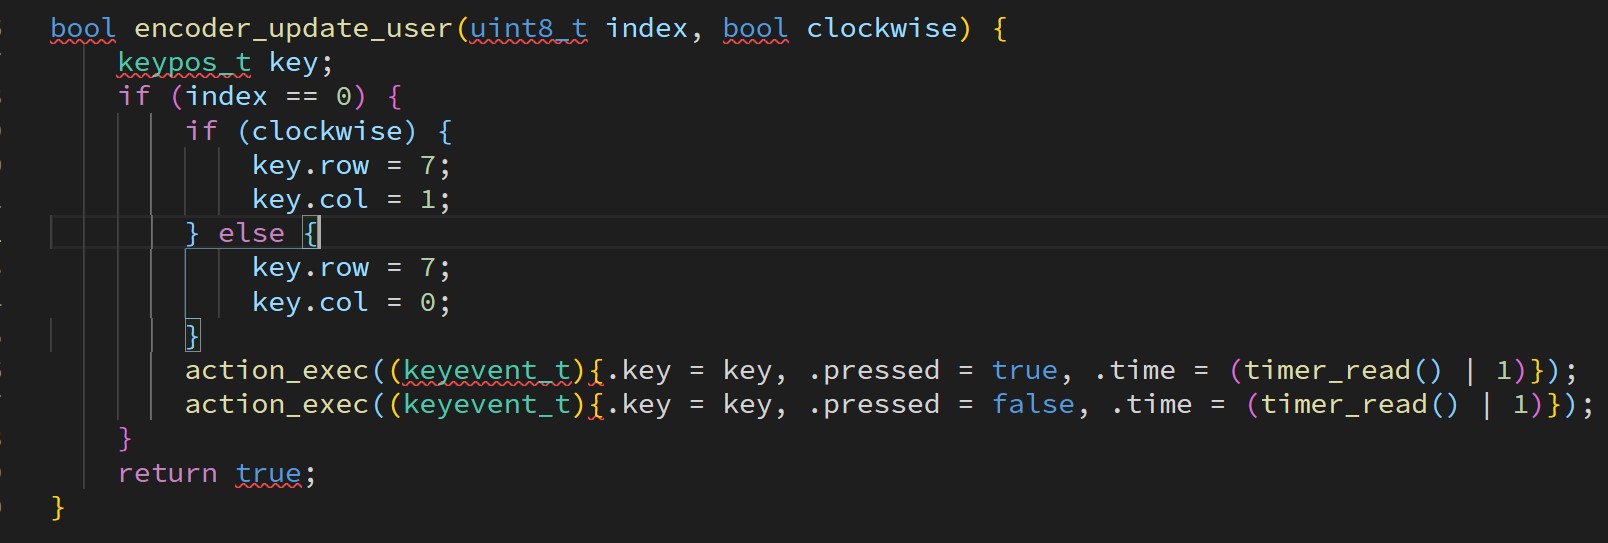 bool encoder_update_user(uint8_t index, bool clockwise) {
    keypos_t key;
    if (index == 0) {
        if (clockwise) {
            key.row = 7;
            key.col = 1;
        } else {
            key.row = 7;
            key.col = 0;
        }
        action_exec((keyevent_t){.key = key, .pressed = true, .time = (timer_read() | 1)});
        action_exec((keyevent_t){.key = key, .pressed = false, .time = (timer_read() | 1)});
    }
    return true;
}